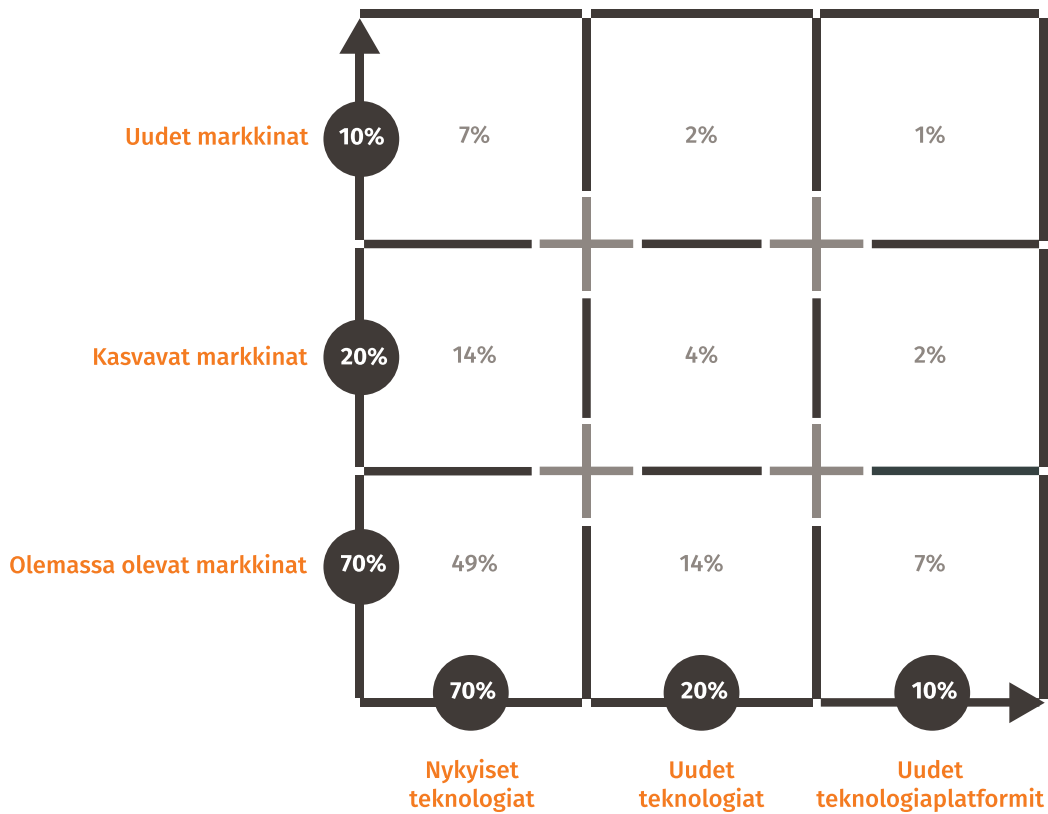 Uudet markkinat 10% 7% 2% 1%
Kasvavat markkinat 20% 14% 4% 2%
Olemassa olevat markkinat 70% 49% 14% 7%
70% 20% 10%
Nykyiset Uudet Uudet
teknologiat teknologiat teknologiaplatformit